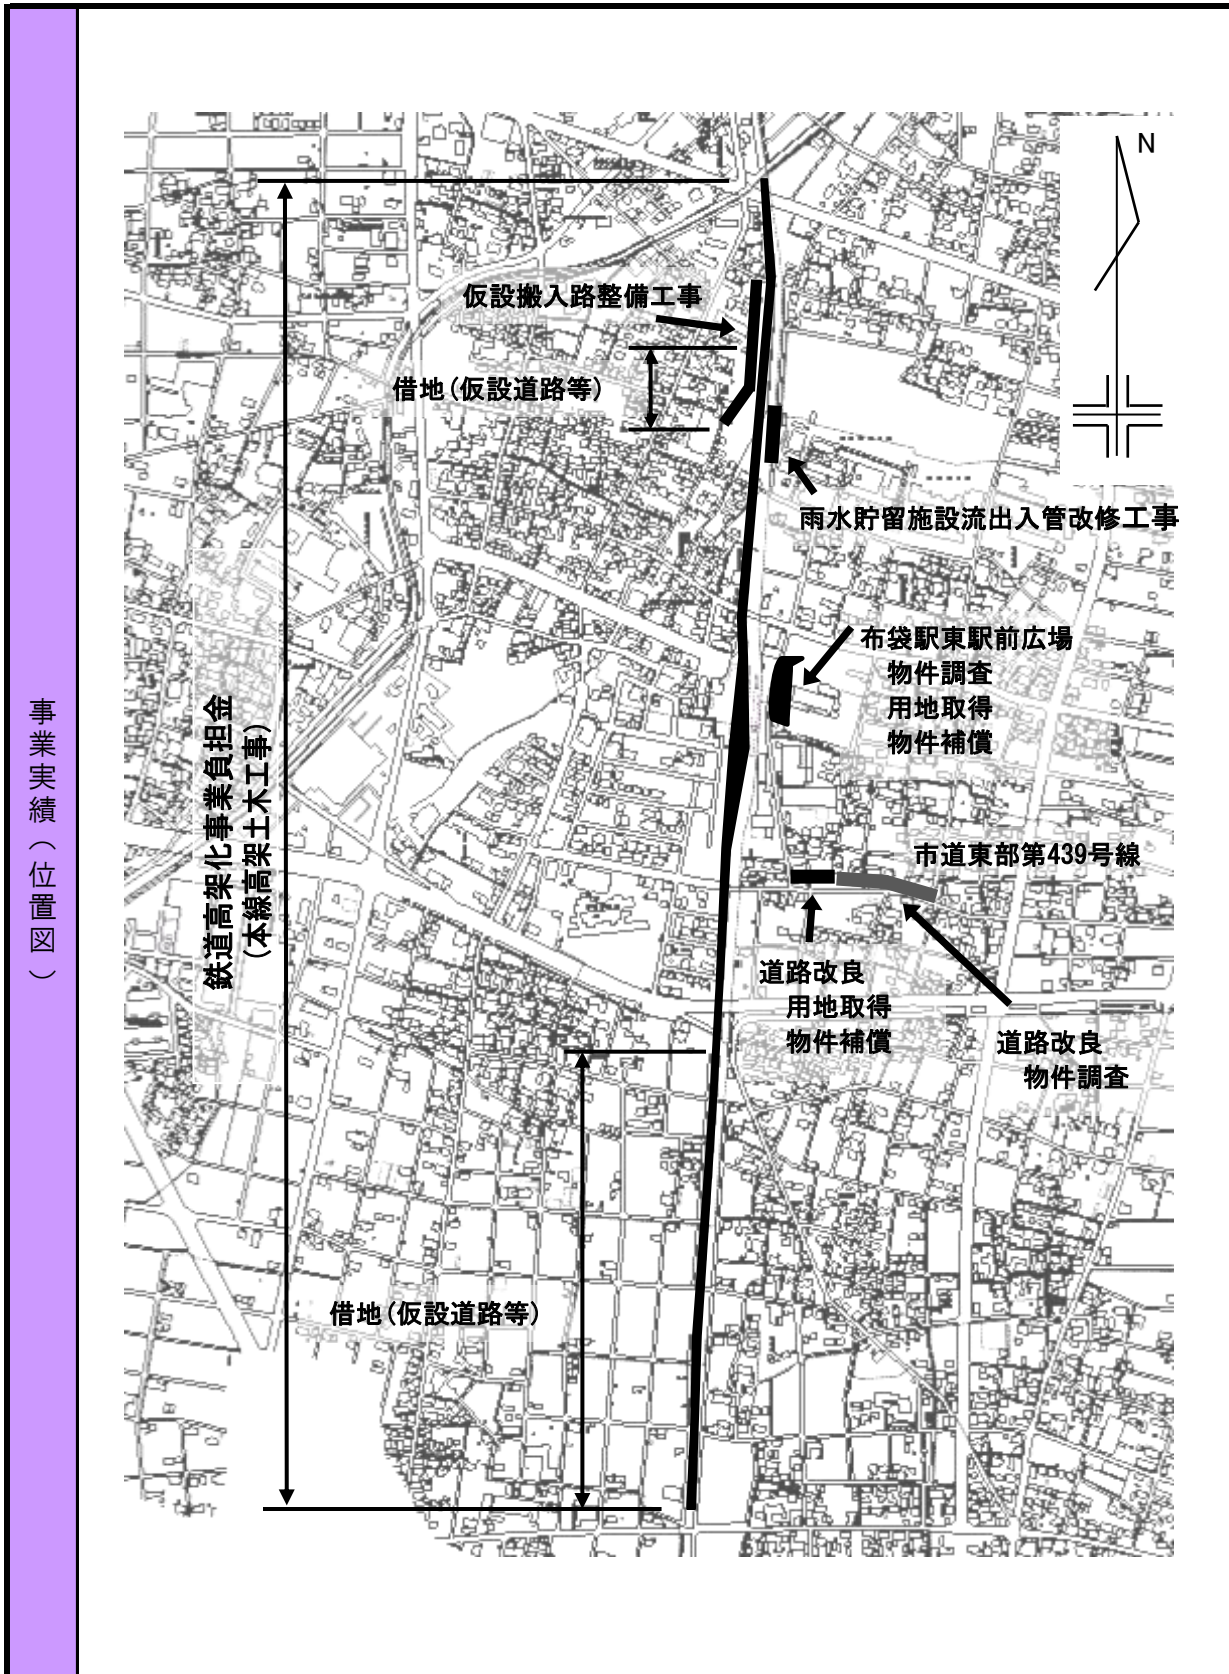 事業実績（位置図）
N
仮設搬入路整備工事
借地(仮設道路等)
雨水貯留施設流出入管改修工事
布袋駅東駅前広場
物件調査
用地取得
物件補償
鉄道高架化事業負担金
(本線高架土木工事)
市道東部第439号線
道路改良
用地取得
物件補償
道路改良
物件調査
借地(仮設道路等)